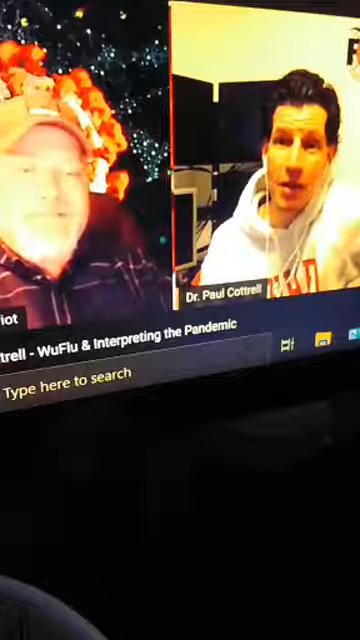 iot
Dr. Paul Cottrell
trell - WuFlu & Interpreting the Pandemic
Type here to search